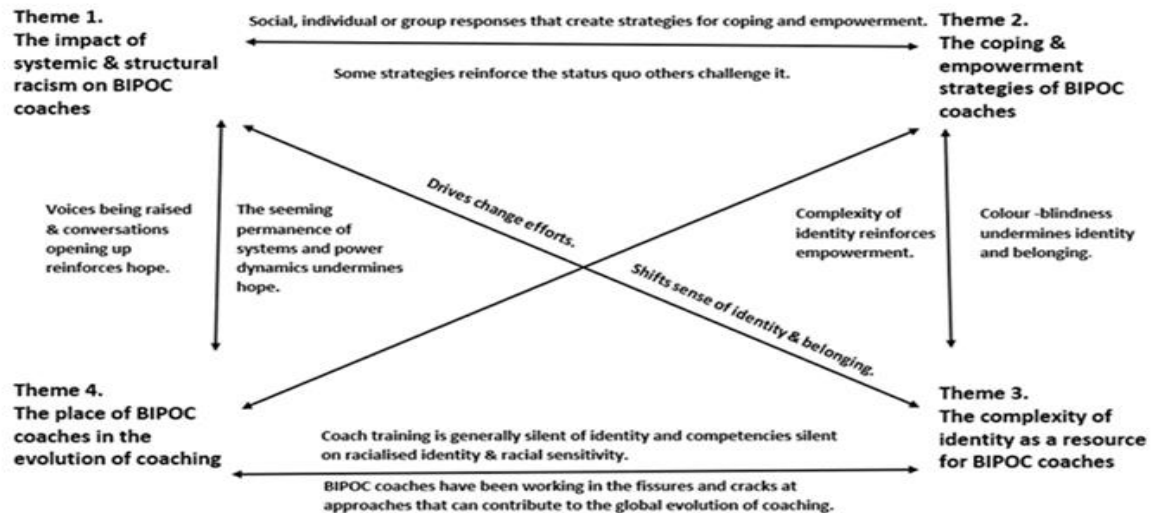 Theme 1.
The impact of
systemic & structural
racism on BIPOC
coaches
Social, individual or group responses that create strategies for coping and empowerment.
Some strategies reinforce the status quo others challenge it.
Theme 2.
The coping &
empowerment
strategies of BIPOC
coaches
Voices being raised
& conversations
opening up
reinforces hope.
The seeming
permanence of
systems and power
dynamics undermines
hope.
Drives change efforts.
Shifts sense of identity & belonging.
Complexity of
identity reinforces
empowerment.
Colour -blindness
undermines identity
and belonging.
Theme 4.
The place of BIPOC
coaches in the
evolution of coaching
Coach training is generally silent of identity and competencies silent
on racialised identity & racial sensitivity.
BIPOC coaches have been working in the fissures and cracks at
approaches that can contribute to the global evolution of coaching.
Theme 3.
The complexity of
identity as a resource
for BIPOC coaches